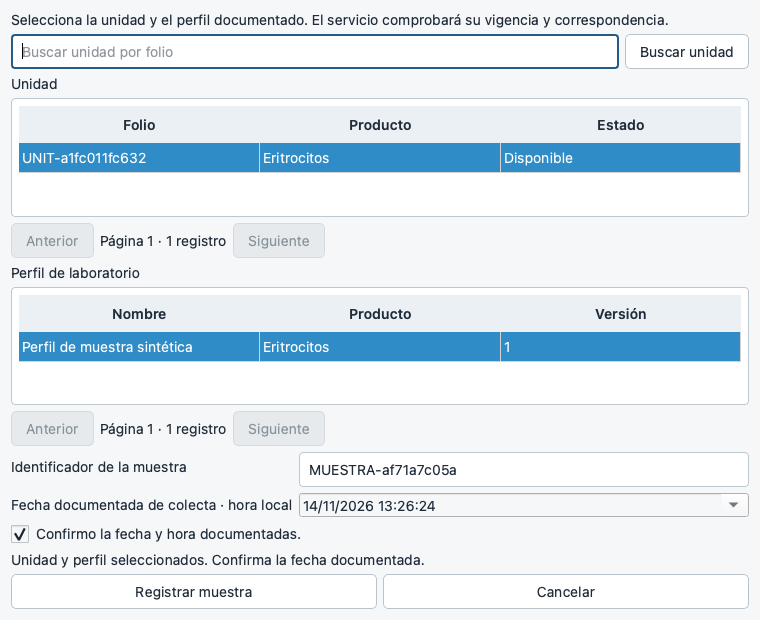 Selecciona la unidad y el perfil documentado. El servicio comprobará su vigencia y correspondencia.
Buscar unidad por folio Buscar unidad
Unidad
Folio Producto Estado
UNIT-a1fc011fc632 Eritrocitos Disponible
Anterior Página 1 · 1 registro Siguiente
Perfil de laboratorio
Nombre Producto Versión
Perfil de muestra sintética Eritrocitos 1
Anterior Página 1 · 1 registro Siguiente
Identificador de la muestra MUESTRA-af71a7c05a
Fecha documentada de colecta · hora local 14/11/2026 13:26:24
Confirmo la fecha y hora documentadas.
Unidad y perfil seleccionados. Confirma la fecha documentada.
Registrar muestra Cancelar